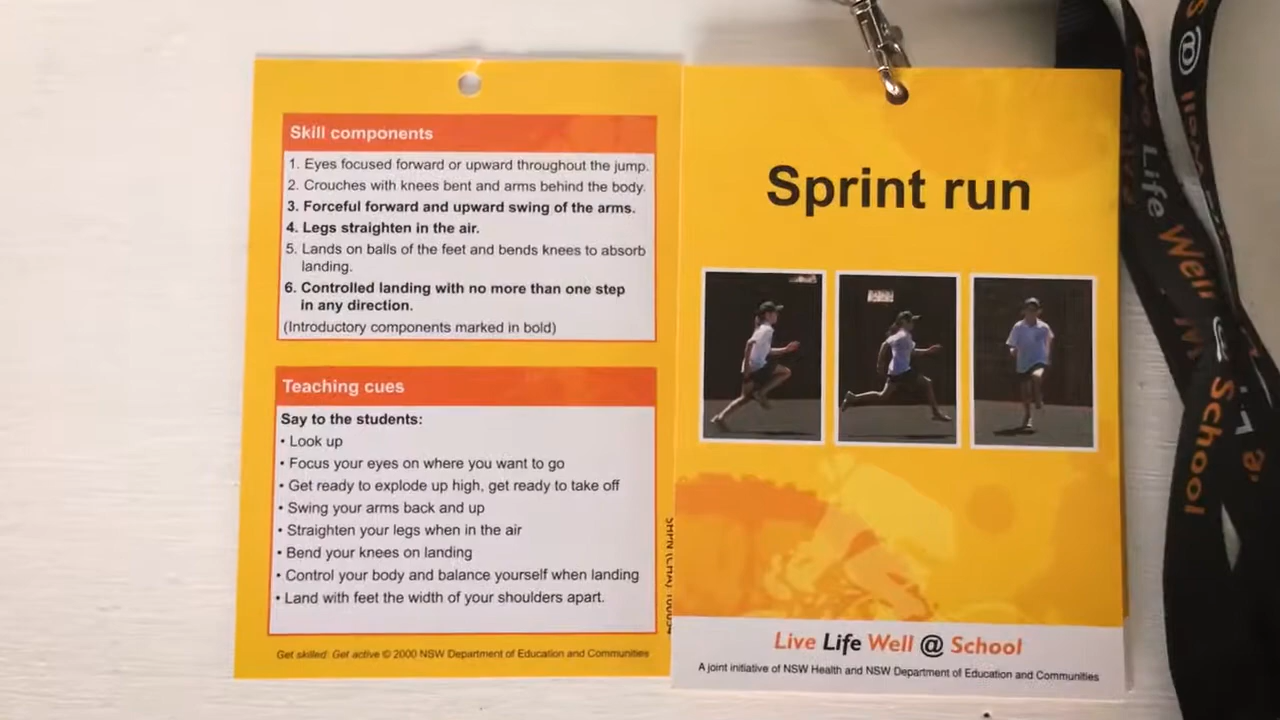 Skill components
1. Eyes focused forward or upward throughout the jump.
2. Crouches with knees bent and arms behind the body.
3. Forceful forward and upward swing of the arms.
4. Legs straighten in the air.
5. Lands on balls of the feet and bends knees to absorb
landing.
6. Controlled landing with no more than one step
in any direction.
(Introductory components marked in bold)
Teaching cues
Say to the students:
• Look up
• Focus your eyes on where you want to go
• Get ready to explode up high, get ready to take off
• Swing your arms back and up
• Straighten your legs when in the air
• Bend your knees on landing
• Control your body and balance yourself when landing
• Land with feet the width of your shoulders apart.
Get skilled: Get active © 2000 NSW Department of Education and Communities
Sprint run
Live Life Well @ School
A joint initiative of NSW Health and NSW Department of Education and Communities
Live Life Well
School